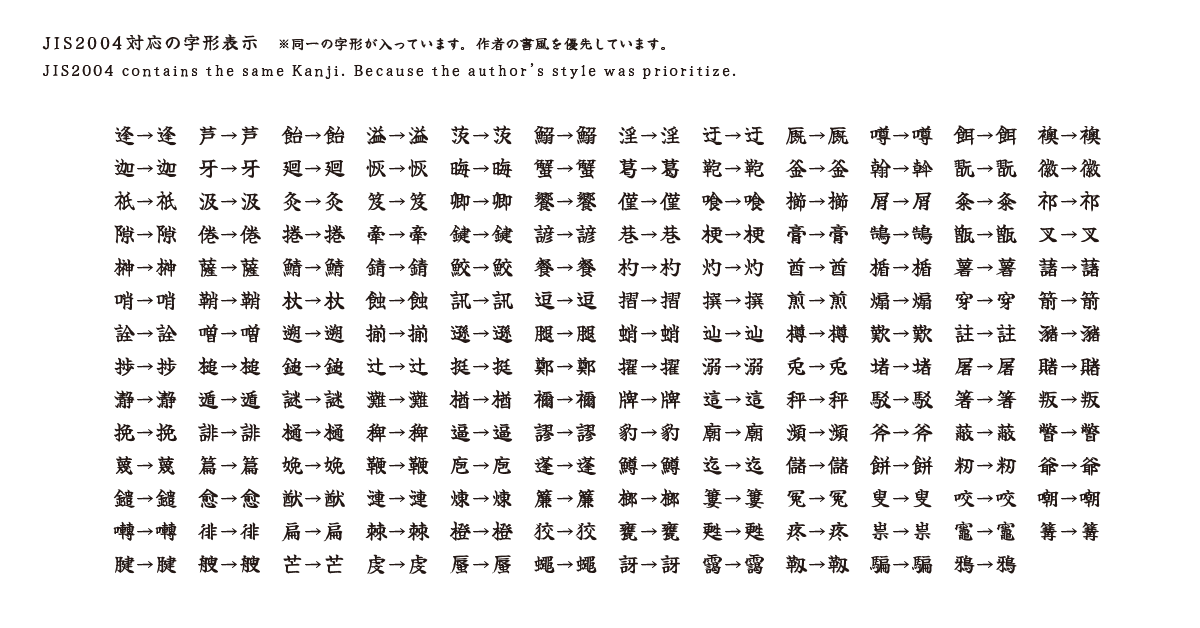 JIS2004対応の字形表示 ※同一の字形が入っています。作者の書風を優先しています。
JIS2004 contains the same Kanji. Because the author's style was prioritize.
逢→逢 芦→芦 飴→飴 溢→溢 茨→茨 鰯→鰯 淫→淫 迂→迂 厩→厩 噂→噂 餌→餌 襖→襖
迦→迦 牙→牙 廻→廻 恢→恢 晦→晦 蟹→蟹 葛→葛 鞄→鞄 釜→釜 翰→翰 翫→翫 徽→徽
祇→祇 汲→汲 灸→灸 笈→笈 卿→卿 饗→饗 僅→僅 喰→喰 櫛→櫛 屑→屑 粂→粂 祁→祁
隙→隙 倦→倦 捲→捲 牽→牽 鍵→鍵 諺→諺 巷→巷 梗→梗 膏→膏 鵠→鵠 甑→甑 叉→叉
榊→榊 薩→薩 鯖→鯖 錆→錆 鮫→鮫 餐→餐 杓→杓 灼→灼 酋→酋 楯→楯 薯→薯 藷→藷
哨→哨 鞘→鞘 杖→杖 蝕→蝕 訊→訊 逗→逗 摺→摺 撰→撰 煎→煎 煽→煽 穿→穿 箭→箭
詮→詮 噌→噌 遡→遡 揃→揃 遜→遜 腿→腿 蛸→蛸 辿→辿 樽→樽 歎→歎 註→註 瀦→瀦
捗→捗 槌→槌 鎚→鎚 辻→辻 挺→挺 鄭→鄭 擢→擢 溺→溺 兎→兎 堵→堵 屠→屠 賭→賭
瀞→瀞 遁→遁 謎→謎 灘→灘 楢→楢 禰→禰 牌→牌 這→這 秤→秤 駁→駁 箸→箸 叛→叛
挽→挽 誹→誹 樋→樋 稗→稗 逼→逼 謬→謬 豹→豹 廟→廟 瀕→瀕 斧→斧 蔽→蔽 瞥→瞥
蔑→蔑 篇→篇 娩→娩 鞭→鞭 庖→庖 蓬→蓬 鱒→鱒 迄→迄 儲→儲 餅→餅 籾→籾 爺→爺
鑓→鑓 愈→愈 猷→猷 漣→漣 煉→煉 簾→簾 榔→榔 簍→簍 冤→冤 叟→叟 咬→咬 嘲→嘲
囀→囀 徘→徘 扁→扁 棘→棘 橙→橙 狡→狡 甕→甕 甦→甦 疼→疼 祟→祟 竈→竈 篝→篝
腱→腱 艘→艘 芒→芒 虔→虔 蜃→蜃 蠅→蠅 訝→訝 靄→靄 靱→靱 騙→騙 鴉→鴉